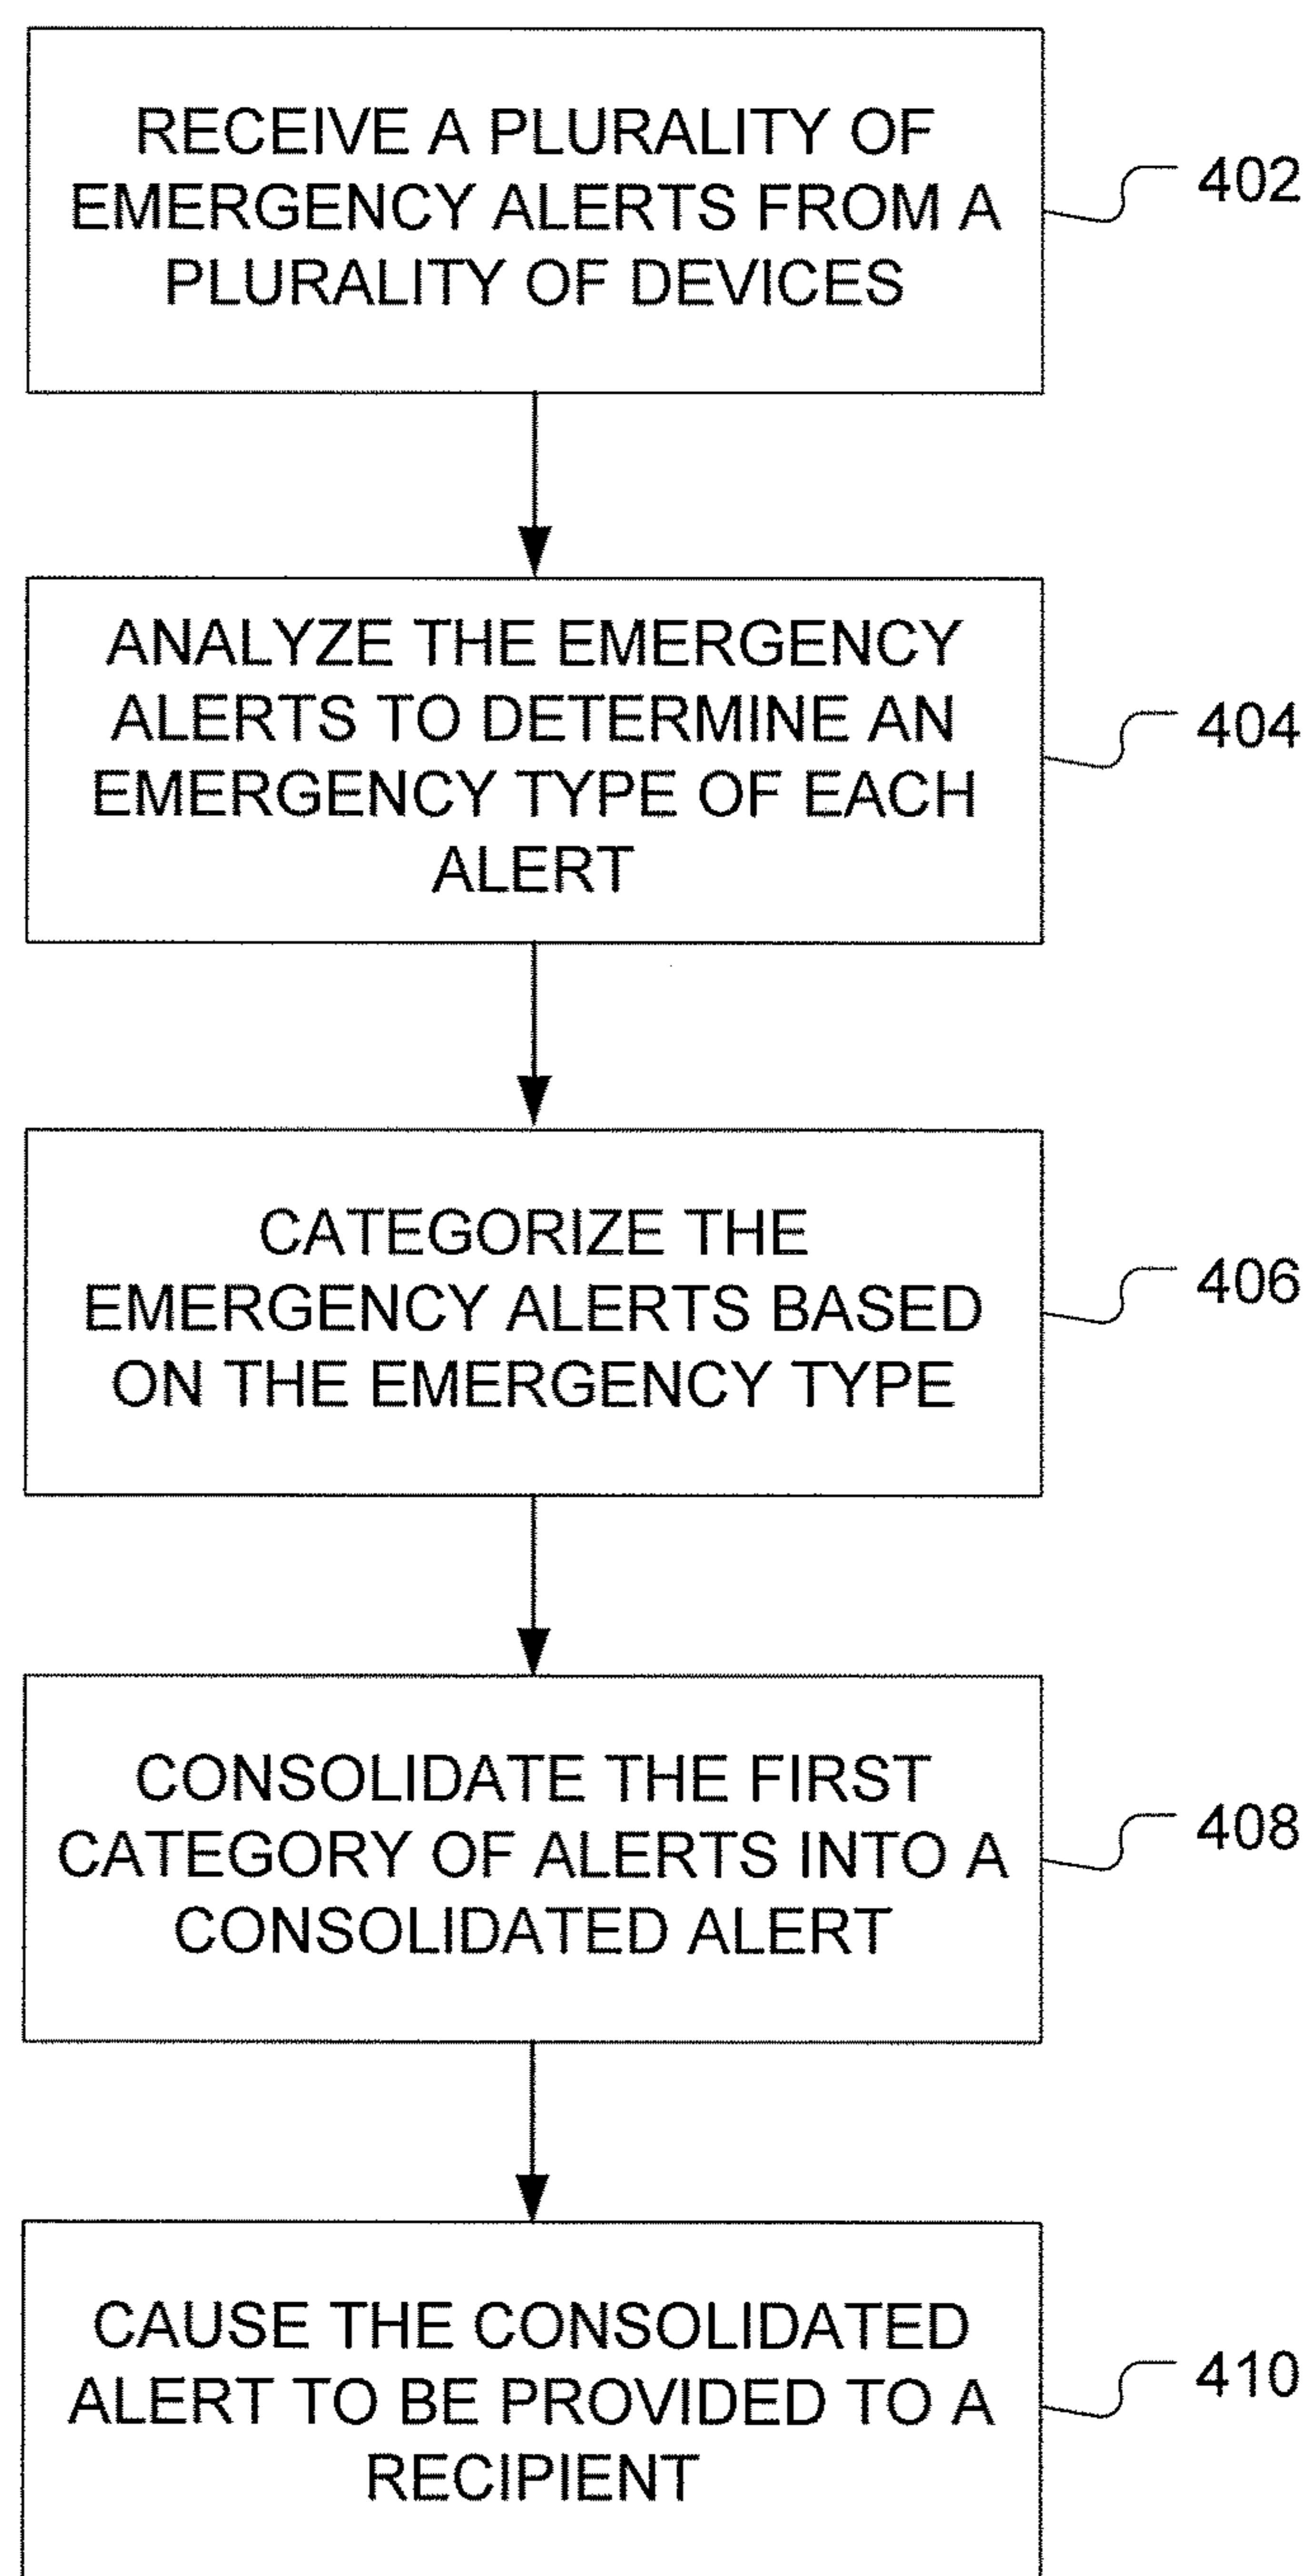 RECEIVE A PLURALITY OF
EMERGENCY ALERTS FROM A
PLURALITY OF DEVICES
402
ANALYZE THE EMERGENCY
ALERTS TO DETERMINE AN
EMERGENCY TYPE OF EACH
ALERT
404
CATEGORIZE THE
EMERGENCY ALERTS BASED
ON THE EMERGENCY TYPE
406
CONSOLIDATE THE FIRST
CATEGORY OF ALERTS INTO A
CONSOLIDATED ALERT
408
CAUSE THE CONSOLIDATED
ALERT TO BE PROVIDED TO A
RECIPIENT
410